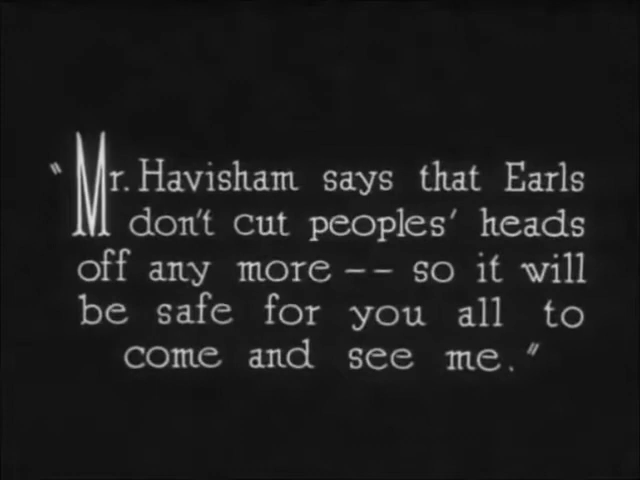 "Mr. Havisham says that Earls
don't cut peoples' heads
off any more -- so it will
be safe for you all to
come and see me."